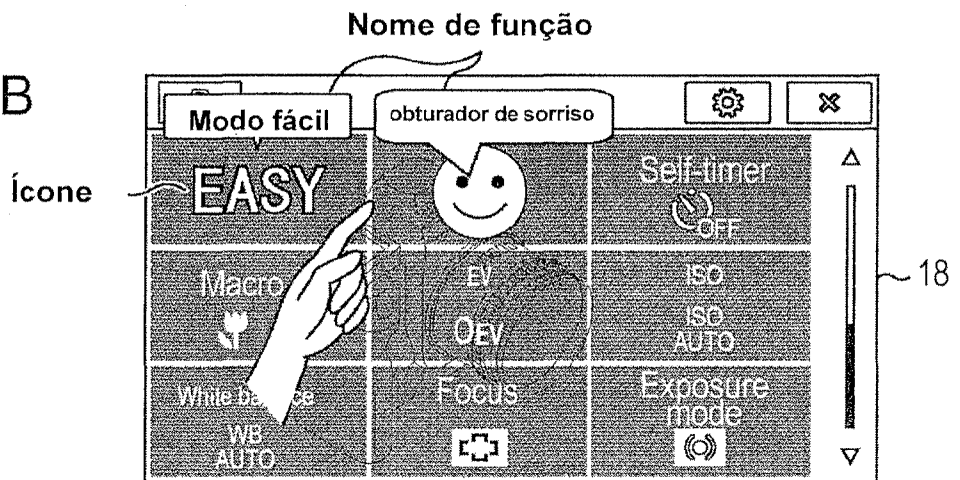 Nome de função
B
Modo fácil
obturador de sorriso
Ícone
EASY
Self-timer
OFF
Macro
EV
0EV
ISO
ISO
AUTO
18
While
WB
AUTO
Focus
Exposure
mode